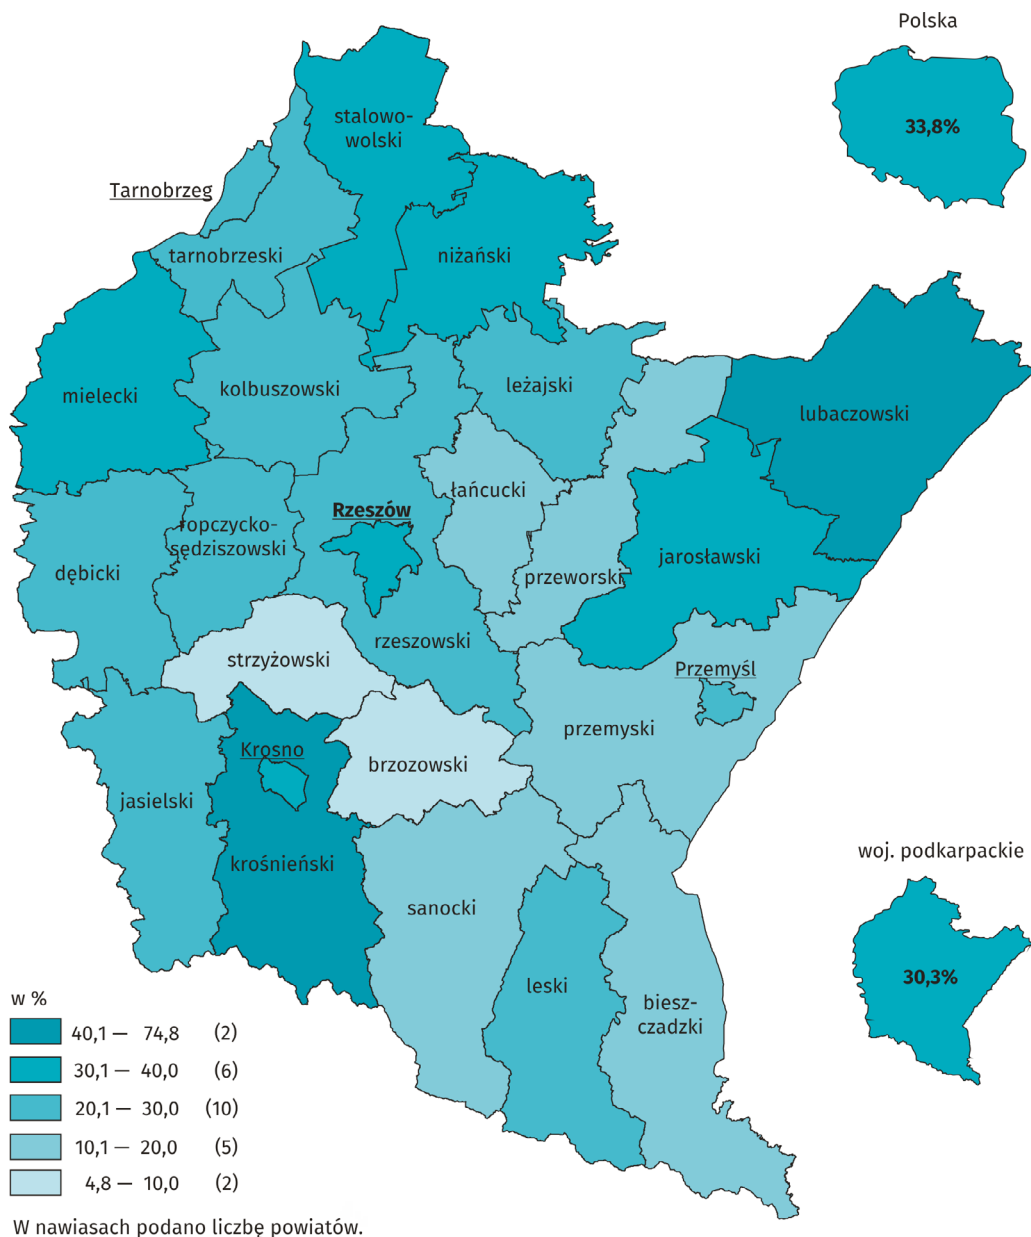 Polska
33,8%
stalowo-
wolski
Tarnobrzeg
tarnobrzeski
niżański
mielecki
kolbuszowski
leżajski
lubaczowski
łańcucki
Rzeszów
ropczycko-
sędziszowski
dębicki
przeworski
jarosławski
rzeszowski
strzyżowski
Przemyśl
przemyski
Krosno
brzozowski
jasielski
krośnieński
sanocki
leski
biesz-
czadzki
woj. podkarpackie
30,3%
w %
40,1 — 74,8 (2)
30,1 — 40,0 (6)
20,1 — 30,0 (10)
10,1 — 20,0 (5)
4,8 — 10,0 (2)
W nawiasach podano liczbę powiatów.